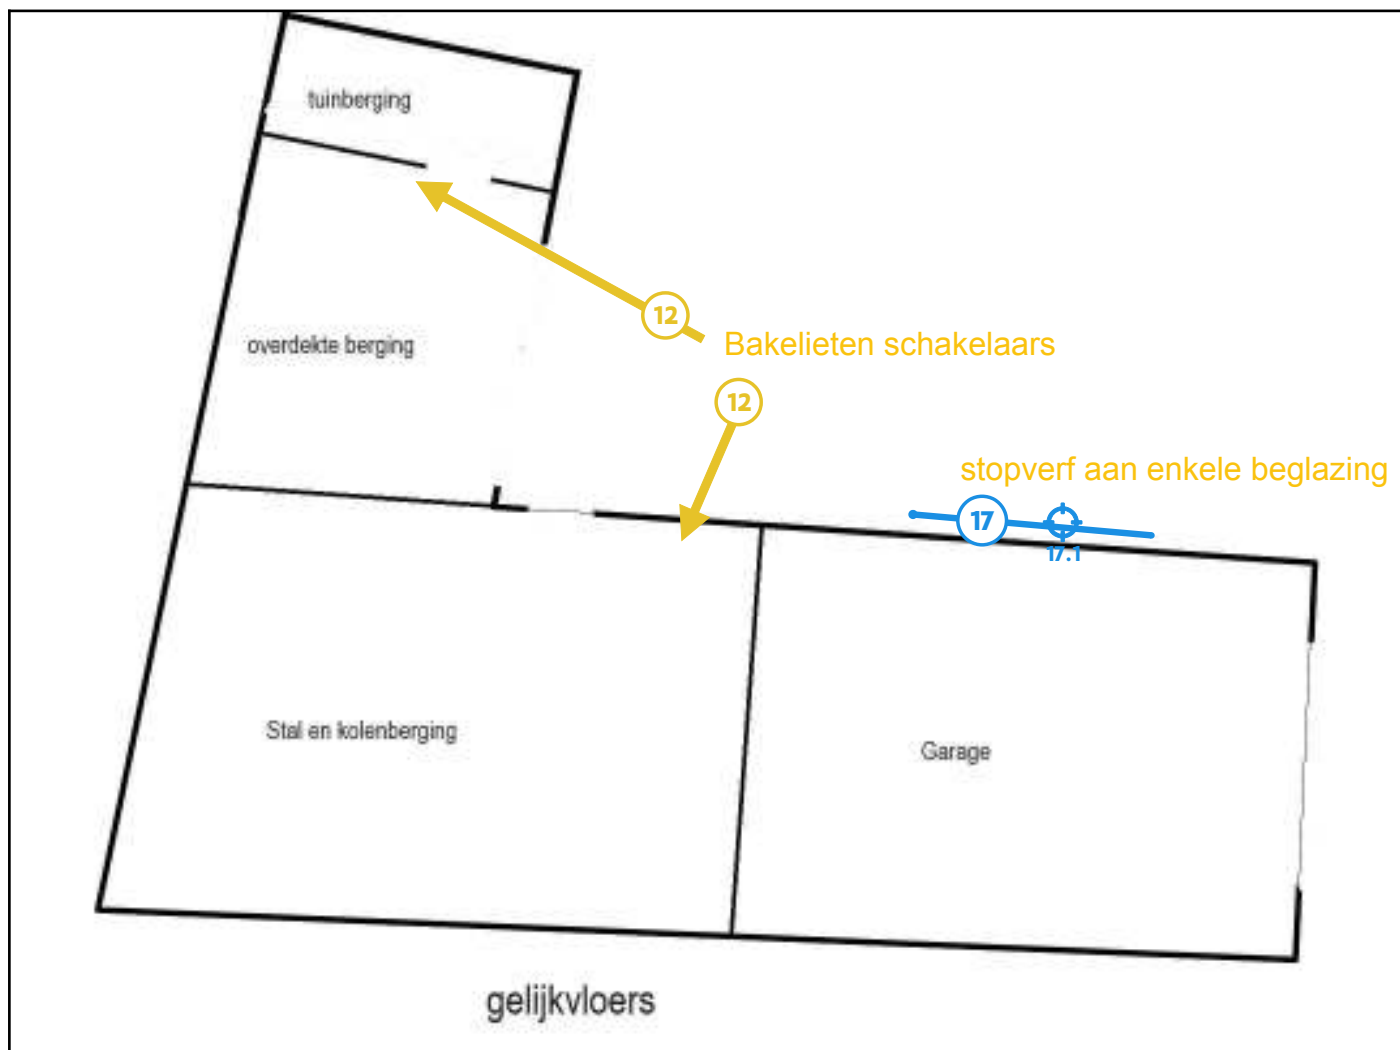 tuinberging
12
overdekte berging
Bakelieten schakelaars
12
stopverf aan enkele beglazing
17
17.1
Stal en kolenberging
Garage
gelijkvloers